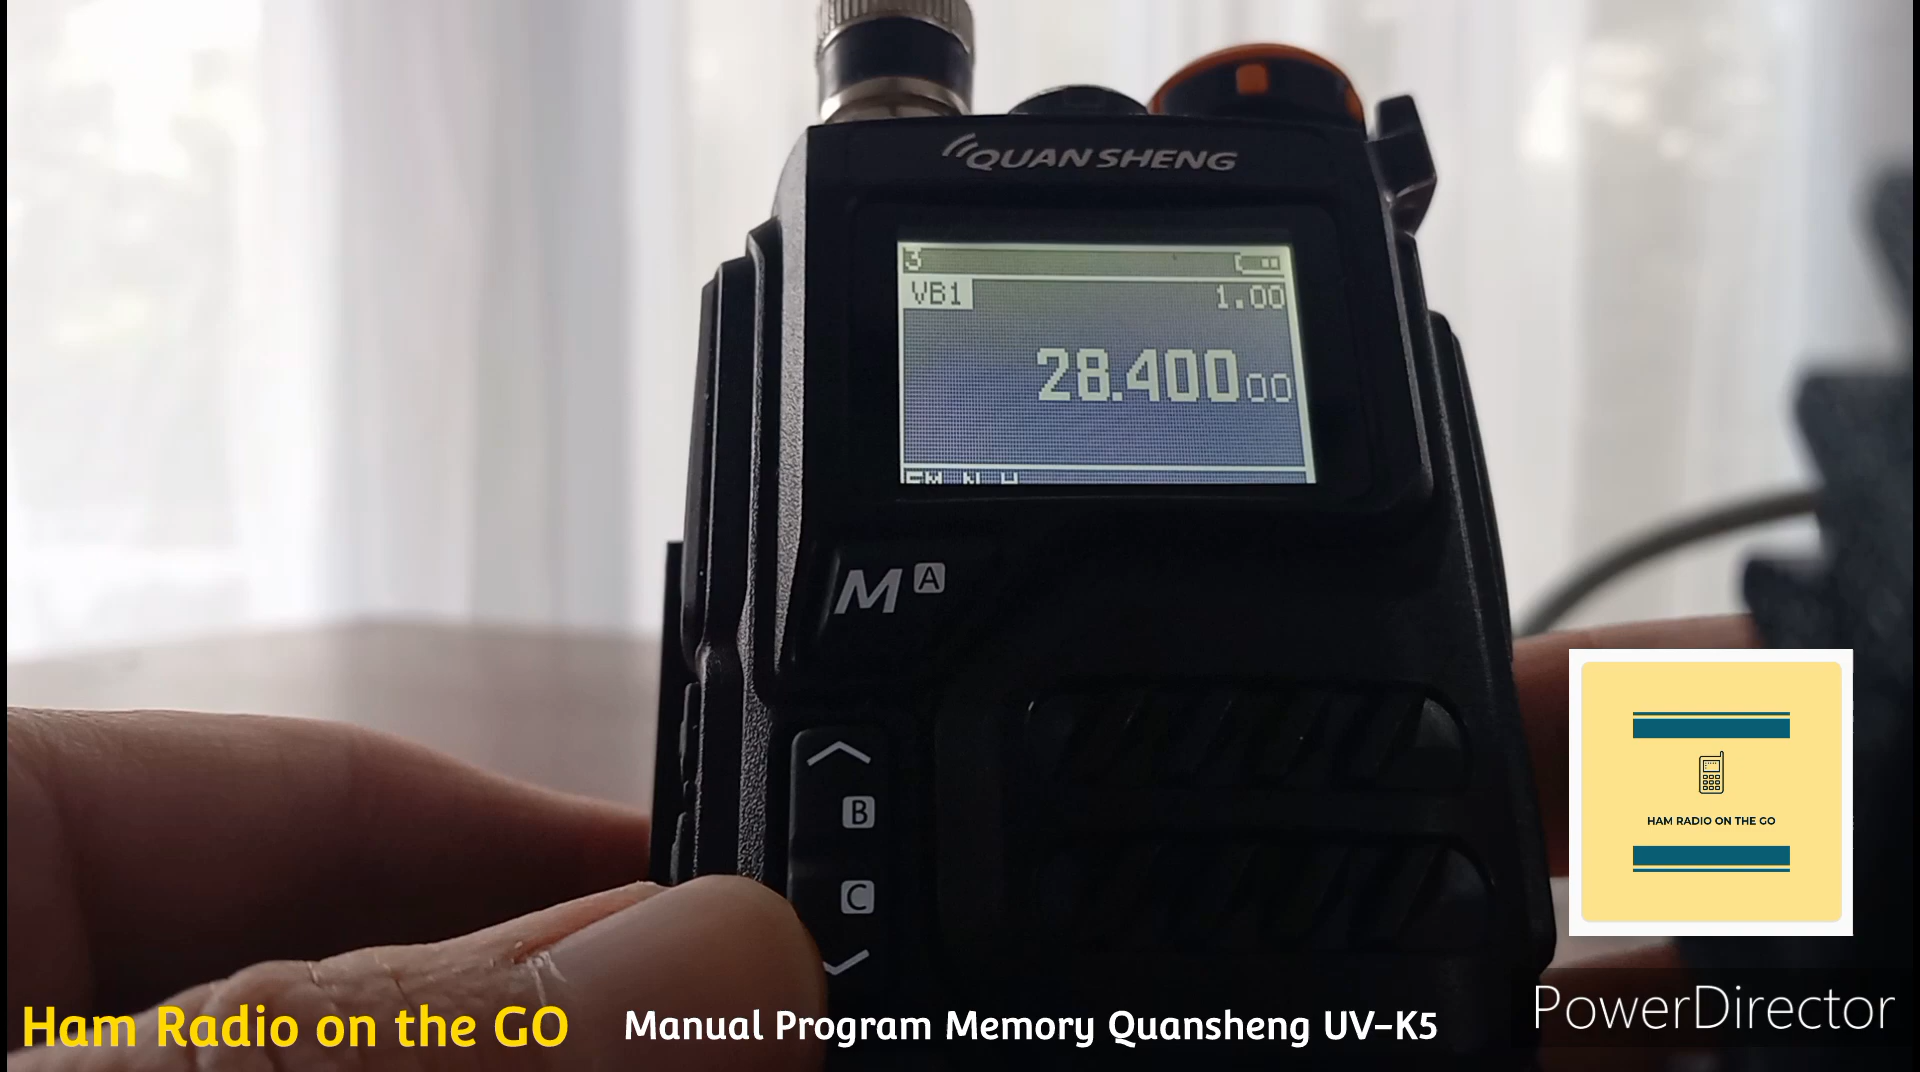 QUANSHENG
3
VB1
1.00
28.40000
M A
B
C
HAM RADIO ON THE GO
Ham Radio on the GO
Manual Program Memory Quansheng UV-K5
PowerDirector